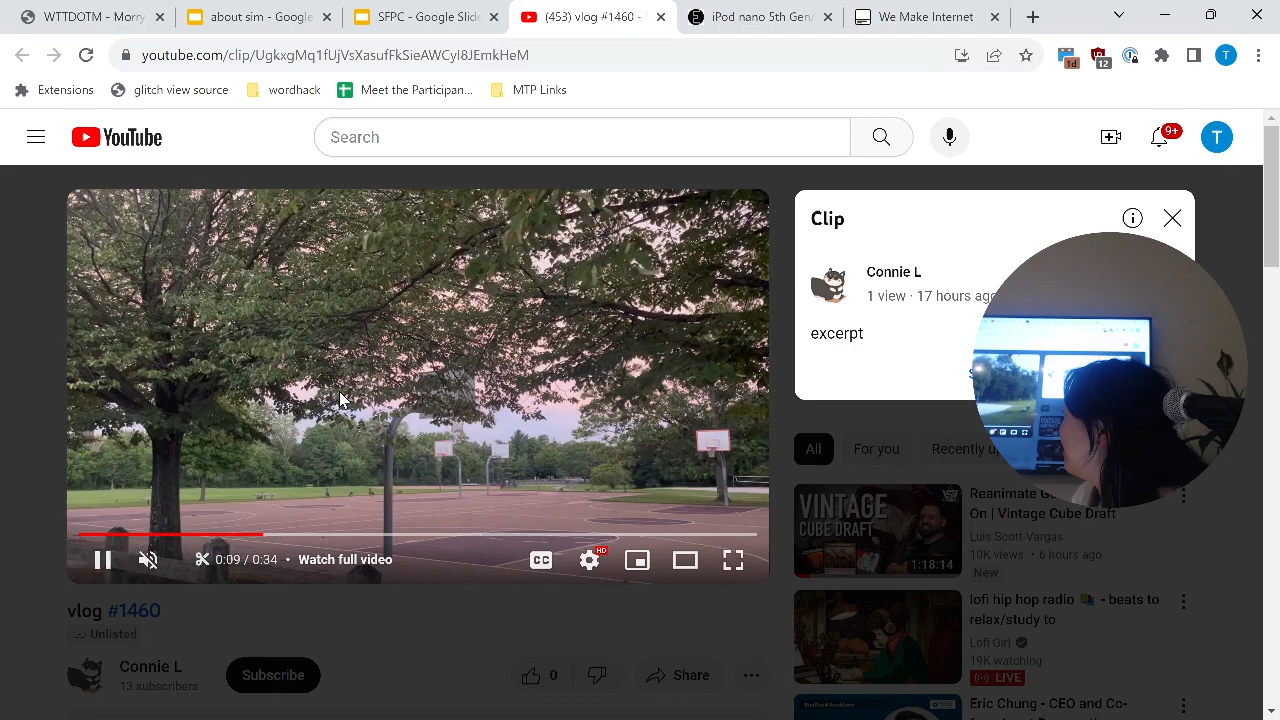 WTTDOTM - Morry
about sim - Google
SFPC - Google Slide
(453) vlog #1460 -
iPod nano 5th Gen/
We Make Internet
youtube.com/clip/UgkxgMq1fUjVsXasufFkSieAWCyI8JEmkHeM
1d
12
T
Extensions
glitch view source
wordhack
Meet the Participan...
MTP Links
YouTube
Search
9+
T
Clip
Connie L
1 view · 17 hours ago
excerpt
0:09 / 0:34 • Watch full video
CC
HD
All
For you
Recently
VINTAGE
CUBE DRAFT
1:18:14
On | Vintage Cube Draft
Luis Scott-Vargas
10K views • 6 hours ago
New
lofi hip hop radio 📚 - beats to
relax/study to
Lofi Girl
19K watching
LIVE
Eric Chung - CEO and Co-
vlog #1460
Unlisted
Connie L
13 subscribers
Subscribe
0
Share